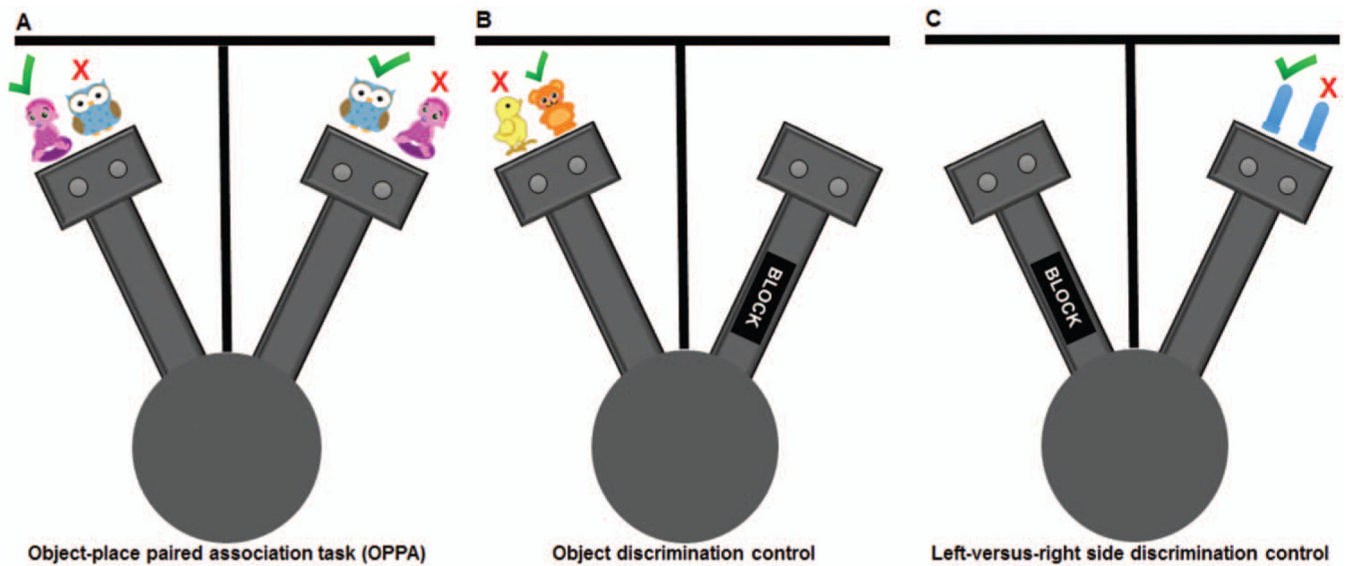 A
B
C
X
X
X
X
BLOCK
BLOCK
Object-place paired association task (OPPA)
Object discrimination control
Left-versus-right side discrimination control